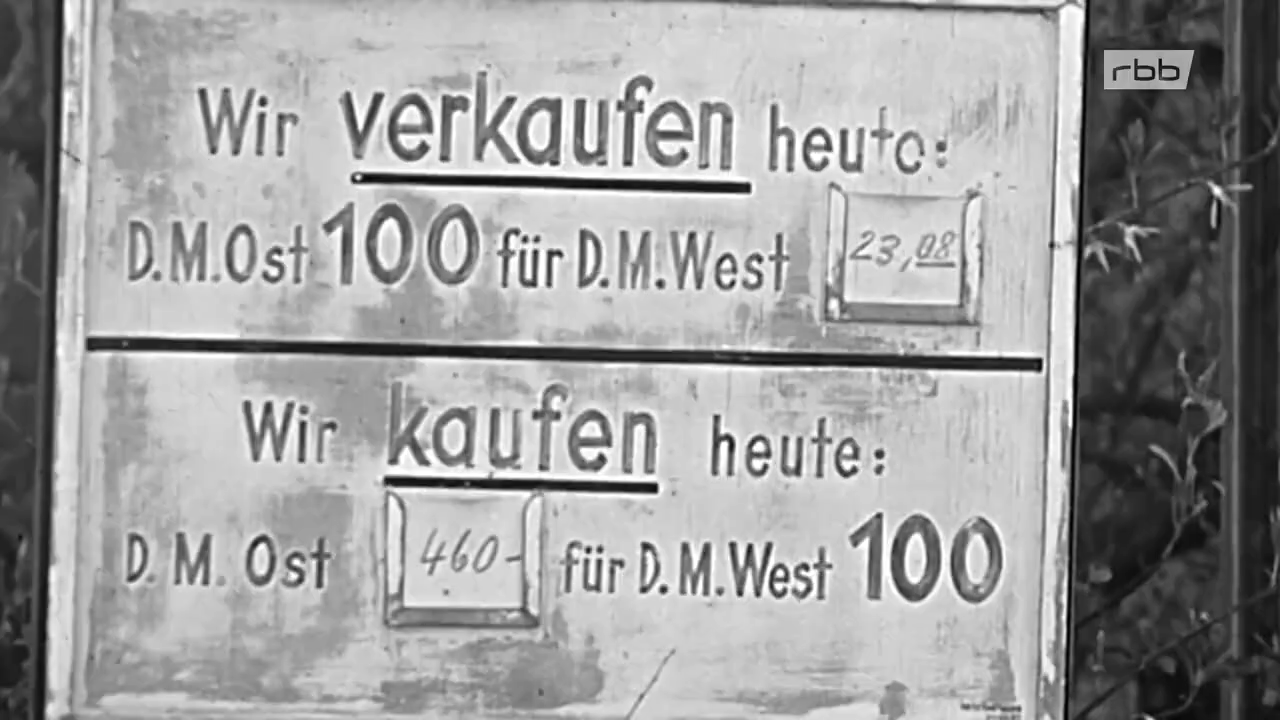 rbb
Wir verkaufen heute:
D.M.Ost 100 für D.M.West 23,08
Wir kaufen heute:
D.M. Ost 460- für D.M.West 100